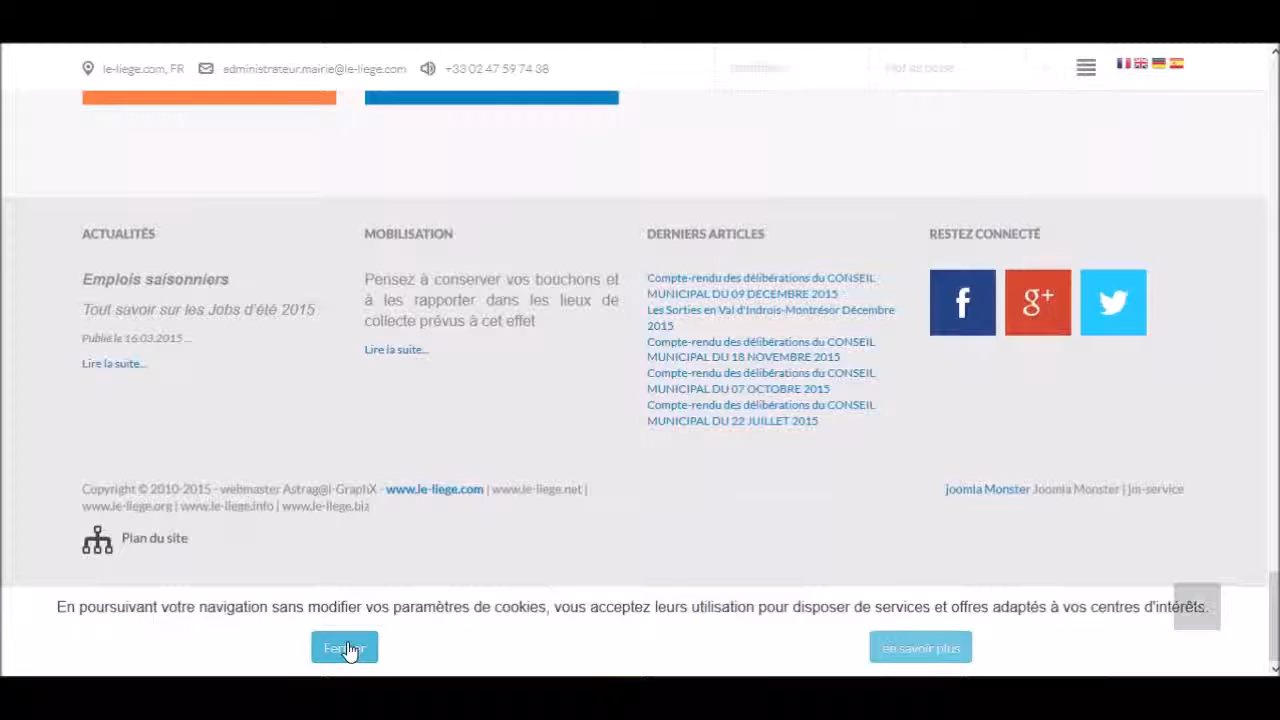 le-liege.com, FR administrateur.mairie@le-liege.com +33 02 47 59 74 38 Mot de passe
ACTUALITÉS
Emplois saisonniers
Tout savoir sur les Jobs d'été 2015
Publié le 16.03.2015 ...
Lire la suite...
MOBILISATION
Pensez à conserver vos bouchons et
à les rapporter dans les lieux de
collecte prévus à cet effet
Lire la suite...
DERNIERS ARTICLES
Compte-rendu des délibérations du CONSEIL
MUNICIPAL DU 09 DECEMBRE 2015
Les Sorties en Val d'Indrois-Montrésor Décembre
2015
Compte-rendu des délibérations du CONSEIL
MUNICIPAL DU 18 NOVEMBRE 2015
Compte-rendu des délibérations du CONSEIL
MUNICIPAL DU 07 OCTOBRE 2015
Compte-rendu des délibérations du CONSEIL
MUNICIPAL DU 22 JUILLET 2015
RESTEZ CONNECTÉ
f g+
Copyright © 2010-2015 - webmaster Astrag@l-GraphX - www.le-liege.com | www.le-liege.net |
www.le-liege.org | www.le-liege.info | www.le-liege.biz
joomla Monster Joomla Monster | jm-service
Plan du site
En poursuivant votre navigation sans modifier vos paramètres de cookies, vous acceptez leurs utilisation pour disposer de services et offres adaptés à vos centres d'intérêts.
Fermer
en savoir plus